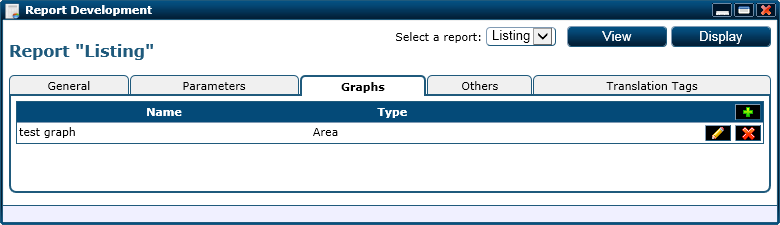 Report Development
Select a report: Listing View Display
Report "Listing"
General Parameters Graphs Others Translation Tags
Name Type
test graph Area